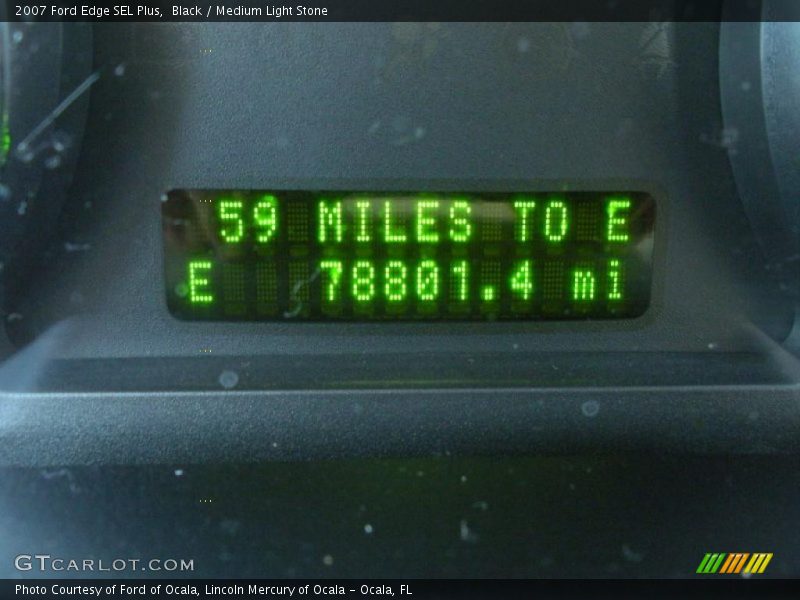 2007 Ford Edge SEL Plus,  Black / Medium Light Stone
59 MILES TO E
E 78801.4 mi
GTCARLOT.COM
Photo Courtesy of Ford of Ocala, Lincoln Mercury of Ocala - Ocala, FL